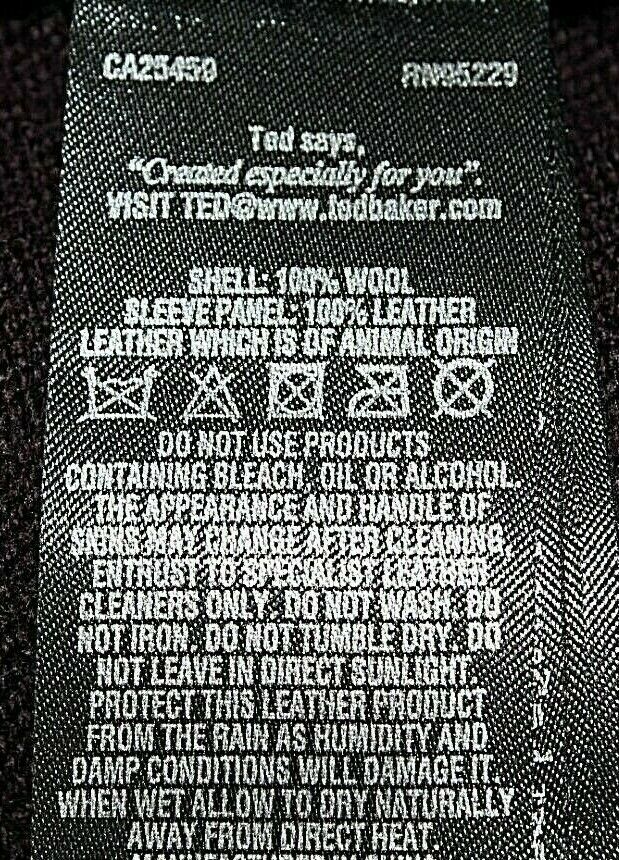 CA25459 RN95229
Ted says,
"Created especially for you".
VISIT TED@www.tedbaker.com
SHELL: 100% WOOL
SLEEVE PANEL: 100% LEATHER
LEATHER WHICH IS OF ANIMAL ORIGIN
DO NOT USE PRODUCTS
CONTAINING BLEACH, OIL OR ALCOHOL.
THE APPEARANCE AND HANDLE OF
SKINS MAY CHANGE AFTER CLEANING,
ENTRUST TO SPECIALIST LEATHER
CLEANERS ONLY. DO NOT WASH. DO
NOT IRON. DO NOT TUMBLE DRY. DO
NOT LEAVE IN DIRECT SUNLIGHT.
PROTECT THIS LEATHER PRODUCT
FROM THE RAIN AS HUMIDITY AND
DAMP CONDITIONS WILL DAMAGE IT.
WHEN WET ALLOW TO DRY NATURALLY
AWAY FROM DIRECT HEAT.